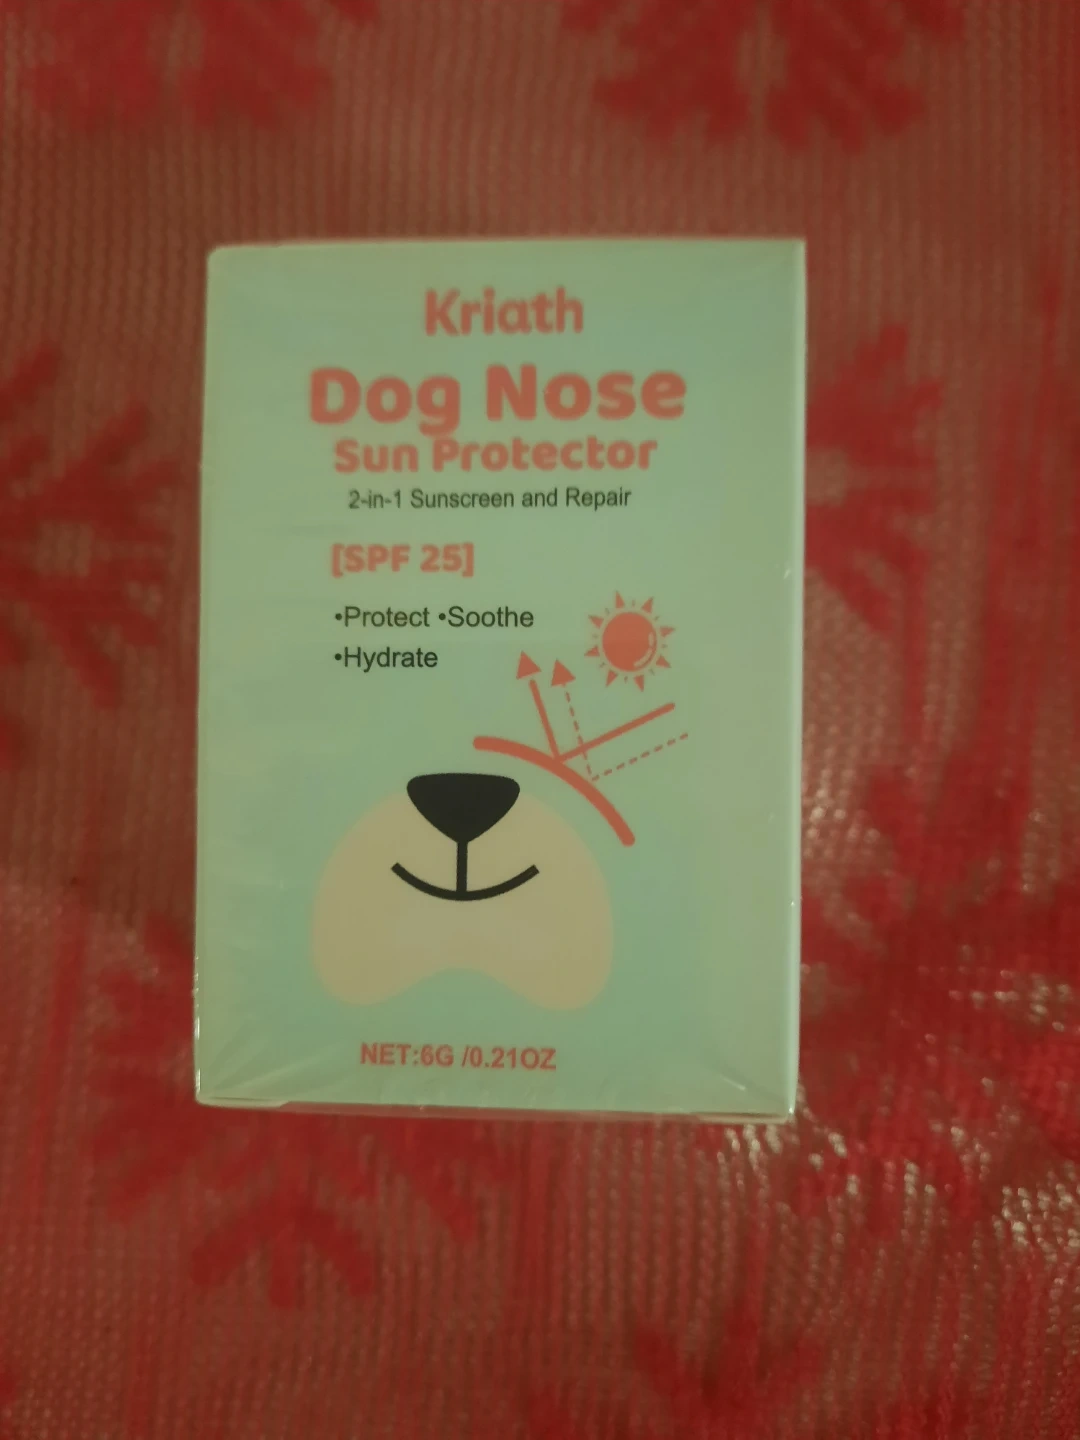 Kriath
Dog Nose
Sun Protector
2-in-1 Sunscreen and Repair
[SPF 25]
•Protect •Soothe
•Hydrate
NET:6G /0.21OZ